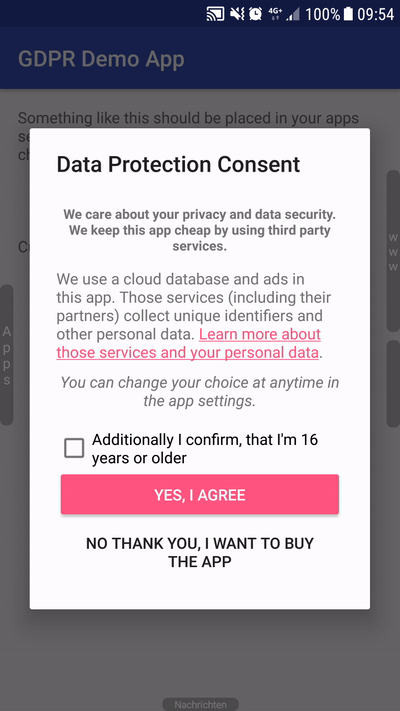 4G+ 100% 09:54
GDPR Demo App
Something like this should be placed in your apps
Data Protection Consent
We care about your privacy and data security.
We keep this app cheap by using third party
services.
We use a cloud database and ads in
this app. Those services (including their
partners) collect unique identifiers and
other personal data. Learn more about
those services and your personal data.
You can change your choice at anytime in
the app settings.
Additionally I confirm, that I'm 16
years or older
YES, I AGREE
NO THANK YOU, I WANT TO BUY
THE APP
Apps
www
Nachrichten